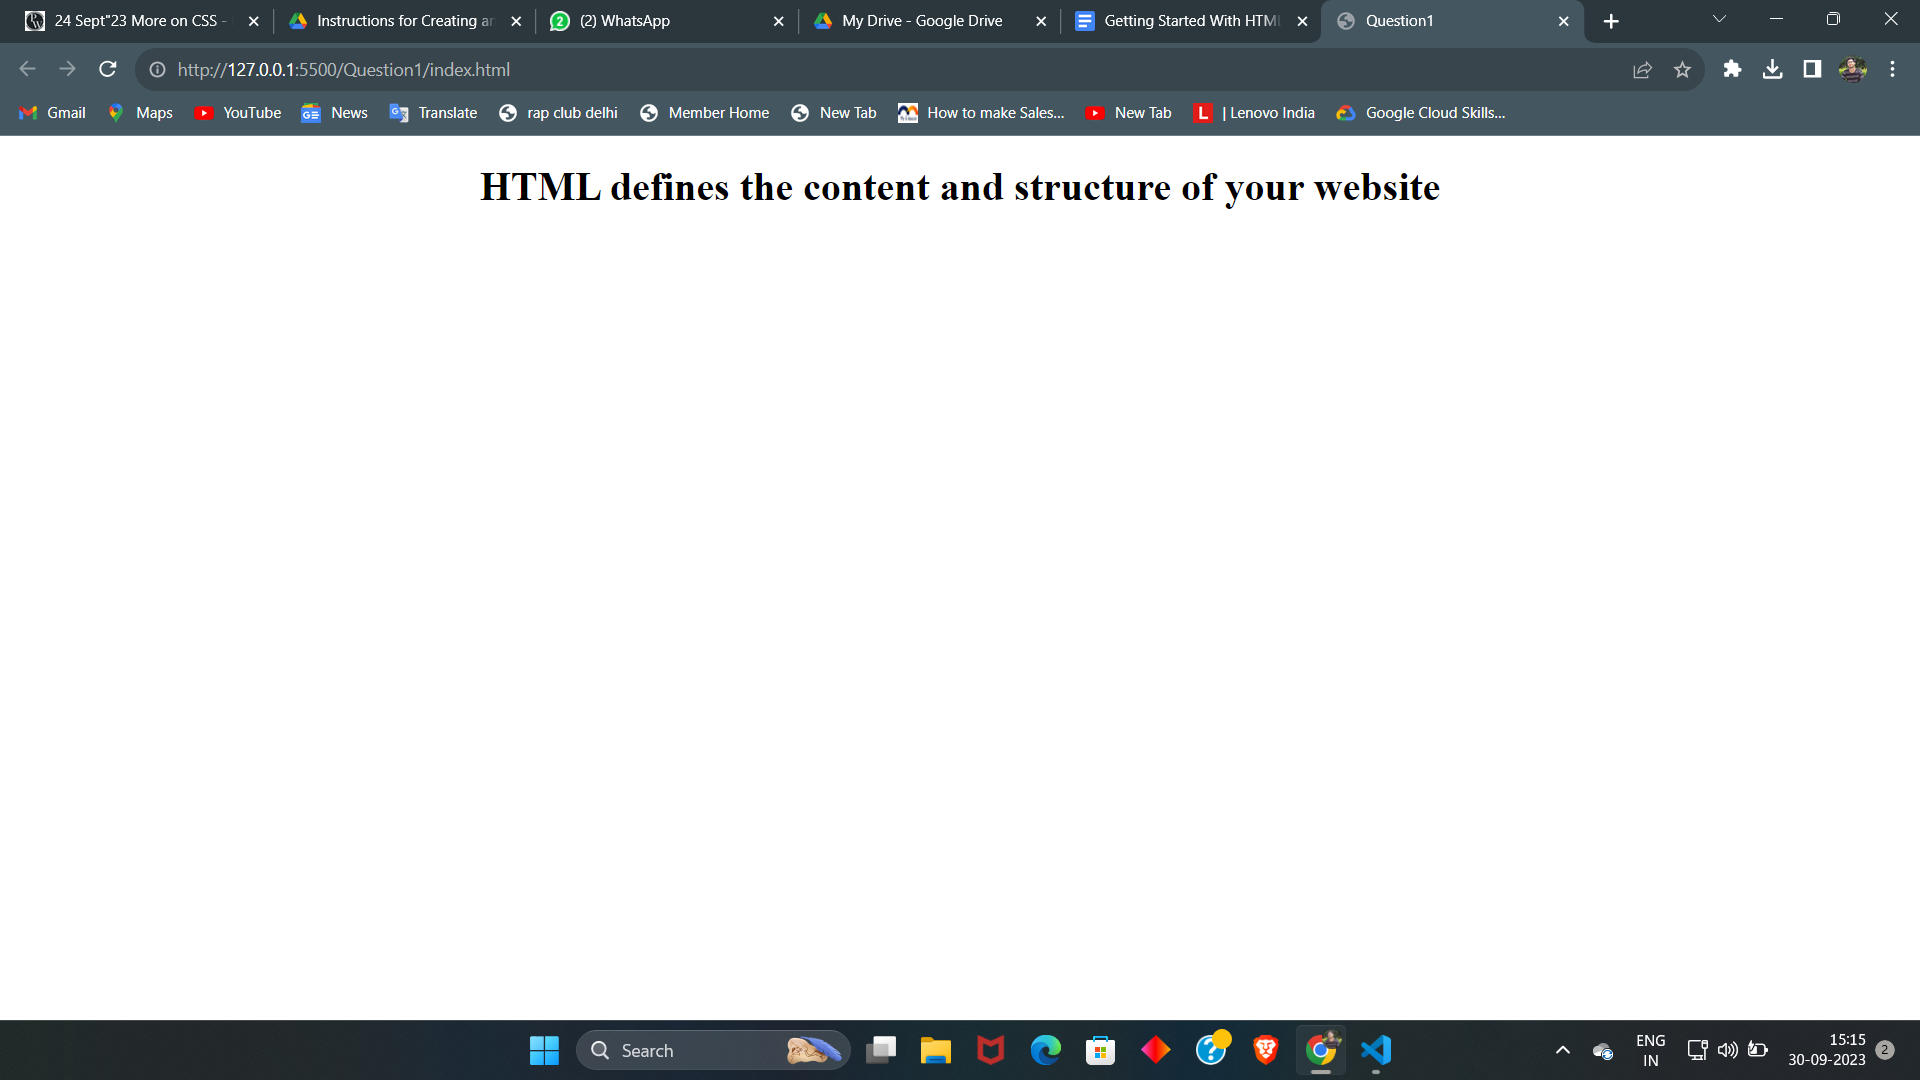 24 Sept"23 More on CSS -
Instructions for Creating an
(2) WhatsApp
My Drive - Google Drive
Getting Started With HTML
Question1
http://127.0.0.1:5500/Question1/index.html
Gmail
Maps
YouTube
News
Translate
rap club delhi
Member Home
New Tab
How to make Sales...
New Tab
| Lenovo India
Google Cloud Skills...
HTML defines the content and structure of your website
Search
ENG
IN
15:15
30-09-2023
2